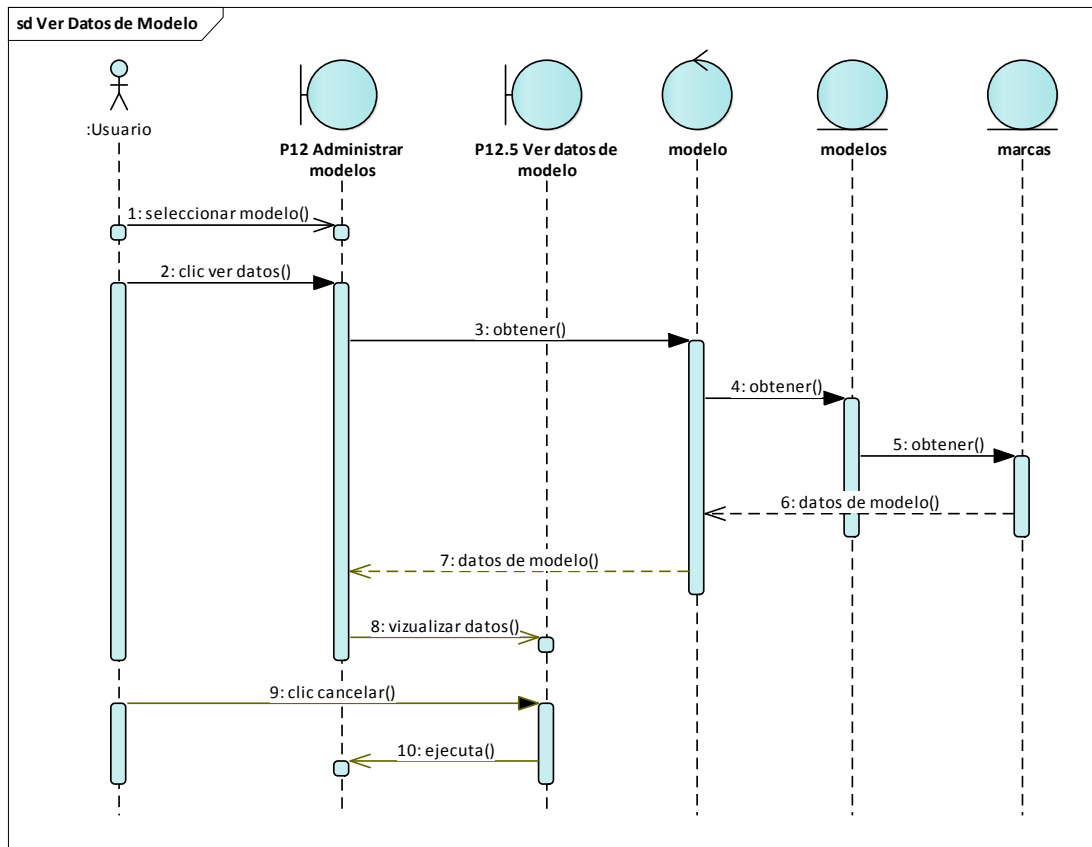 sd Ver Datos de Modelo
:Usuario
P12 Administrar
modelos
P12.5 Ver datos de
modelo
modelo
modelos
marcas
1: seleccionar modelo()
2: clic ver datos()
3: obtener()
4: obtener()
5: obtener()
6: datos de modelo()
7: datos de modelo()
8: vizualizar datos()
9: clic cancelar()
10: ejecuta()